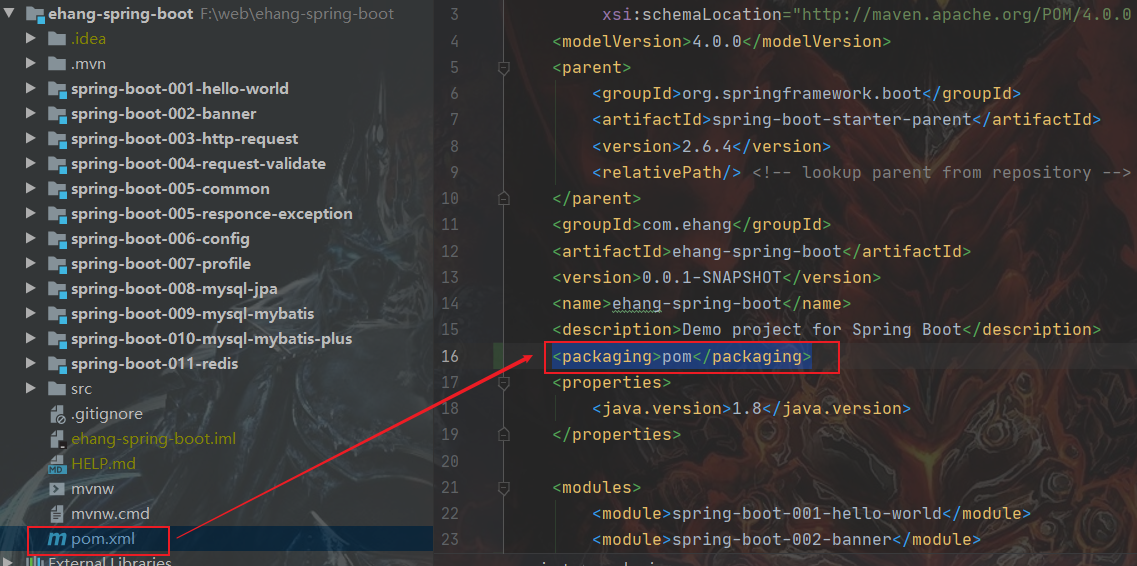 ehang-spring-boot F:\web\ehang-spring-boot
.idea
.mvn
spring-boot-001-hello-world
spring-boot-002-banner
spring-boot-003-http-request
spring-boot-004-request-validate
spring-boot-005-common
spring-boot-005-responce-exception
spring-boot-006-config
spring-boot-007-profile
spring-boot-008-mysql-jpa
spring-boot-009-mysql-mybatis
spring-boot-010-mysql-mybatis-plus
spring-boot-011-redis
src
.gitignore
ehang-spring-boot.iml
MD HELP.md
mvnw
mvnw.cmd
m pom.xml
External Libraries
3 xsi:schemaLocation="http://maven.apache.org/POM/4.0.0
4 <modelVersion>4.0.0</modelVersion>
5 <parent>
6 <groupId>org.springframework.boot</groupId>
7 <artifactId>spring-boot-starter-parent</artifactId>
8 <version>2.6.4</version>
9 <relativePath/> <!-- lookup parent from repository -->
10 </parent>
11 <groupId>com.ehang</groupId>
12 <artifactId>ehang-spring-boot</artifactId>
13 <version>0.0.1-SNAPSHOT</version>
14 <name>ehang-spring-boot</name>
15 <description>Demo project for Spring Boot</description>
16 <packaging>pom</packaging>
17 <properties>
18 <java.version>1.8</java.version>
19 </properties>
20
21 <modules>
22 <module>spring-boot-001-hello-world</module>
23 <module>spring-boot-002-banner</module>